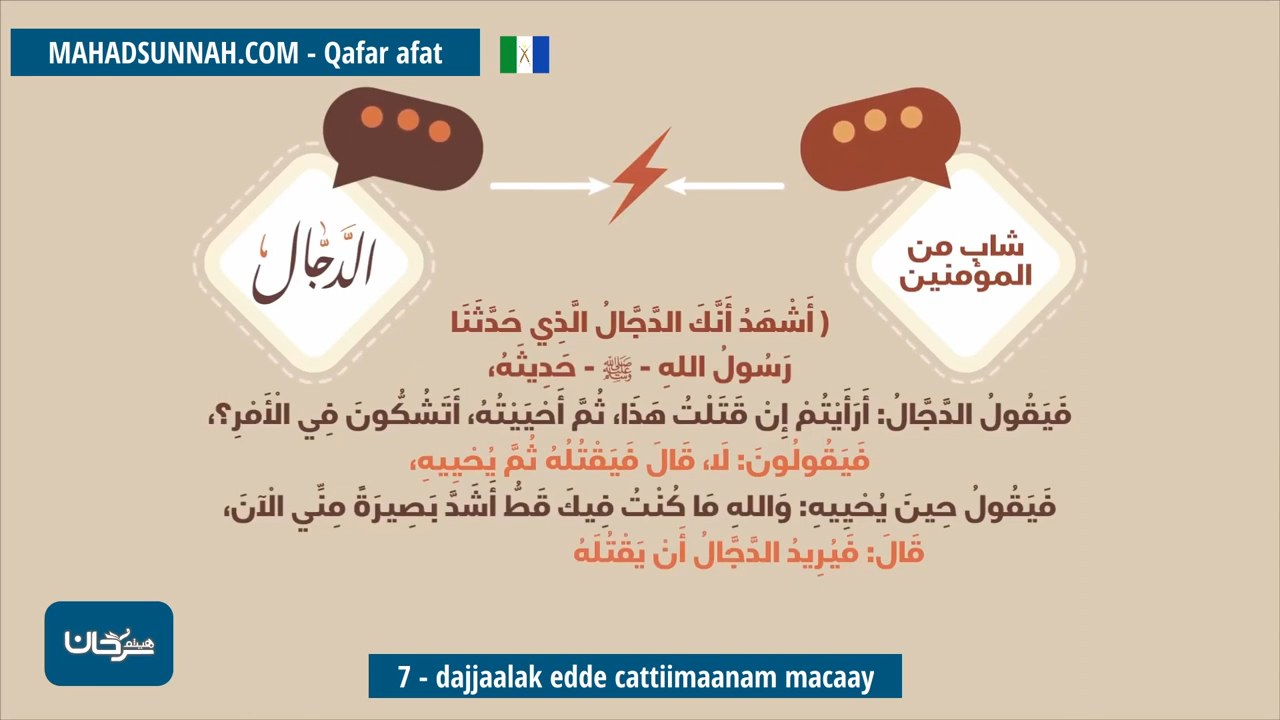 MAHADSUNNAH.COM - Qafar afat
الدَّجَّال
شاب من
المؤمنين
( أَشْهَدُ أَنَّكَ الدَّجَّالُ الَّذِي حَدَّثَنَا
رَسُولُ اللهِ - ﷺ - حَدِيثَهُ،
فَيَقُولُ الدَّجَّالُ: أَرَأَيْتُمْ إِنْ قَتَلْتُ هَذَا، ثُمَّ أَحْيَيْتُهُ، أَتَشُكُّونَ فِي الْأَمْرِ؟،
فَيَقُولُونَ: لَا، قَالَ فَيَقْتُلُهُ ثُمَّ يُحْيِيهِ،
فَيَقُولُ حِينَ يُحْيِيهِ: وَاللهِ مَا كُنْتُ فِيكَ قَطُّ أَشَدَّ بَصِيرَةً مِنِّي الْآنَ،
قَالَ: فَيُرِيدُ الدَّجَّالُ أَنْ يَقْتُلَهُ
هيثم سرحان
7 - dajjaalak edde cattiimaanam macaay